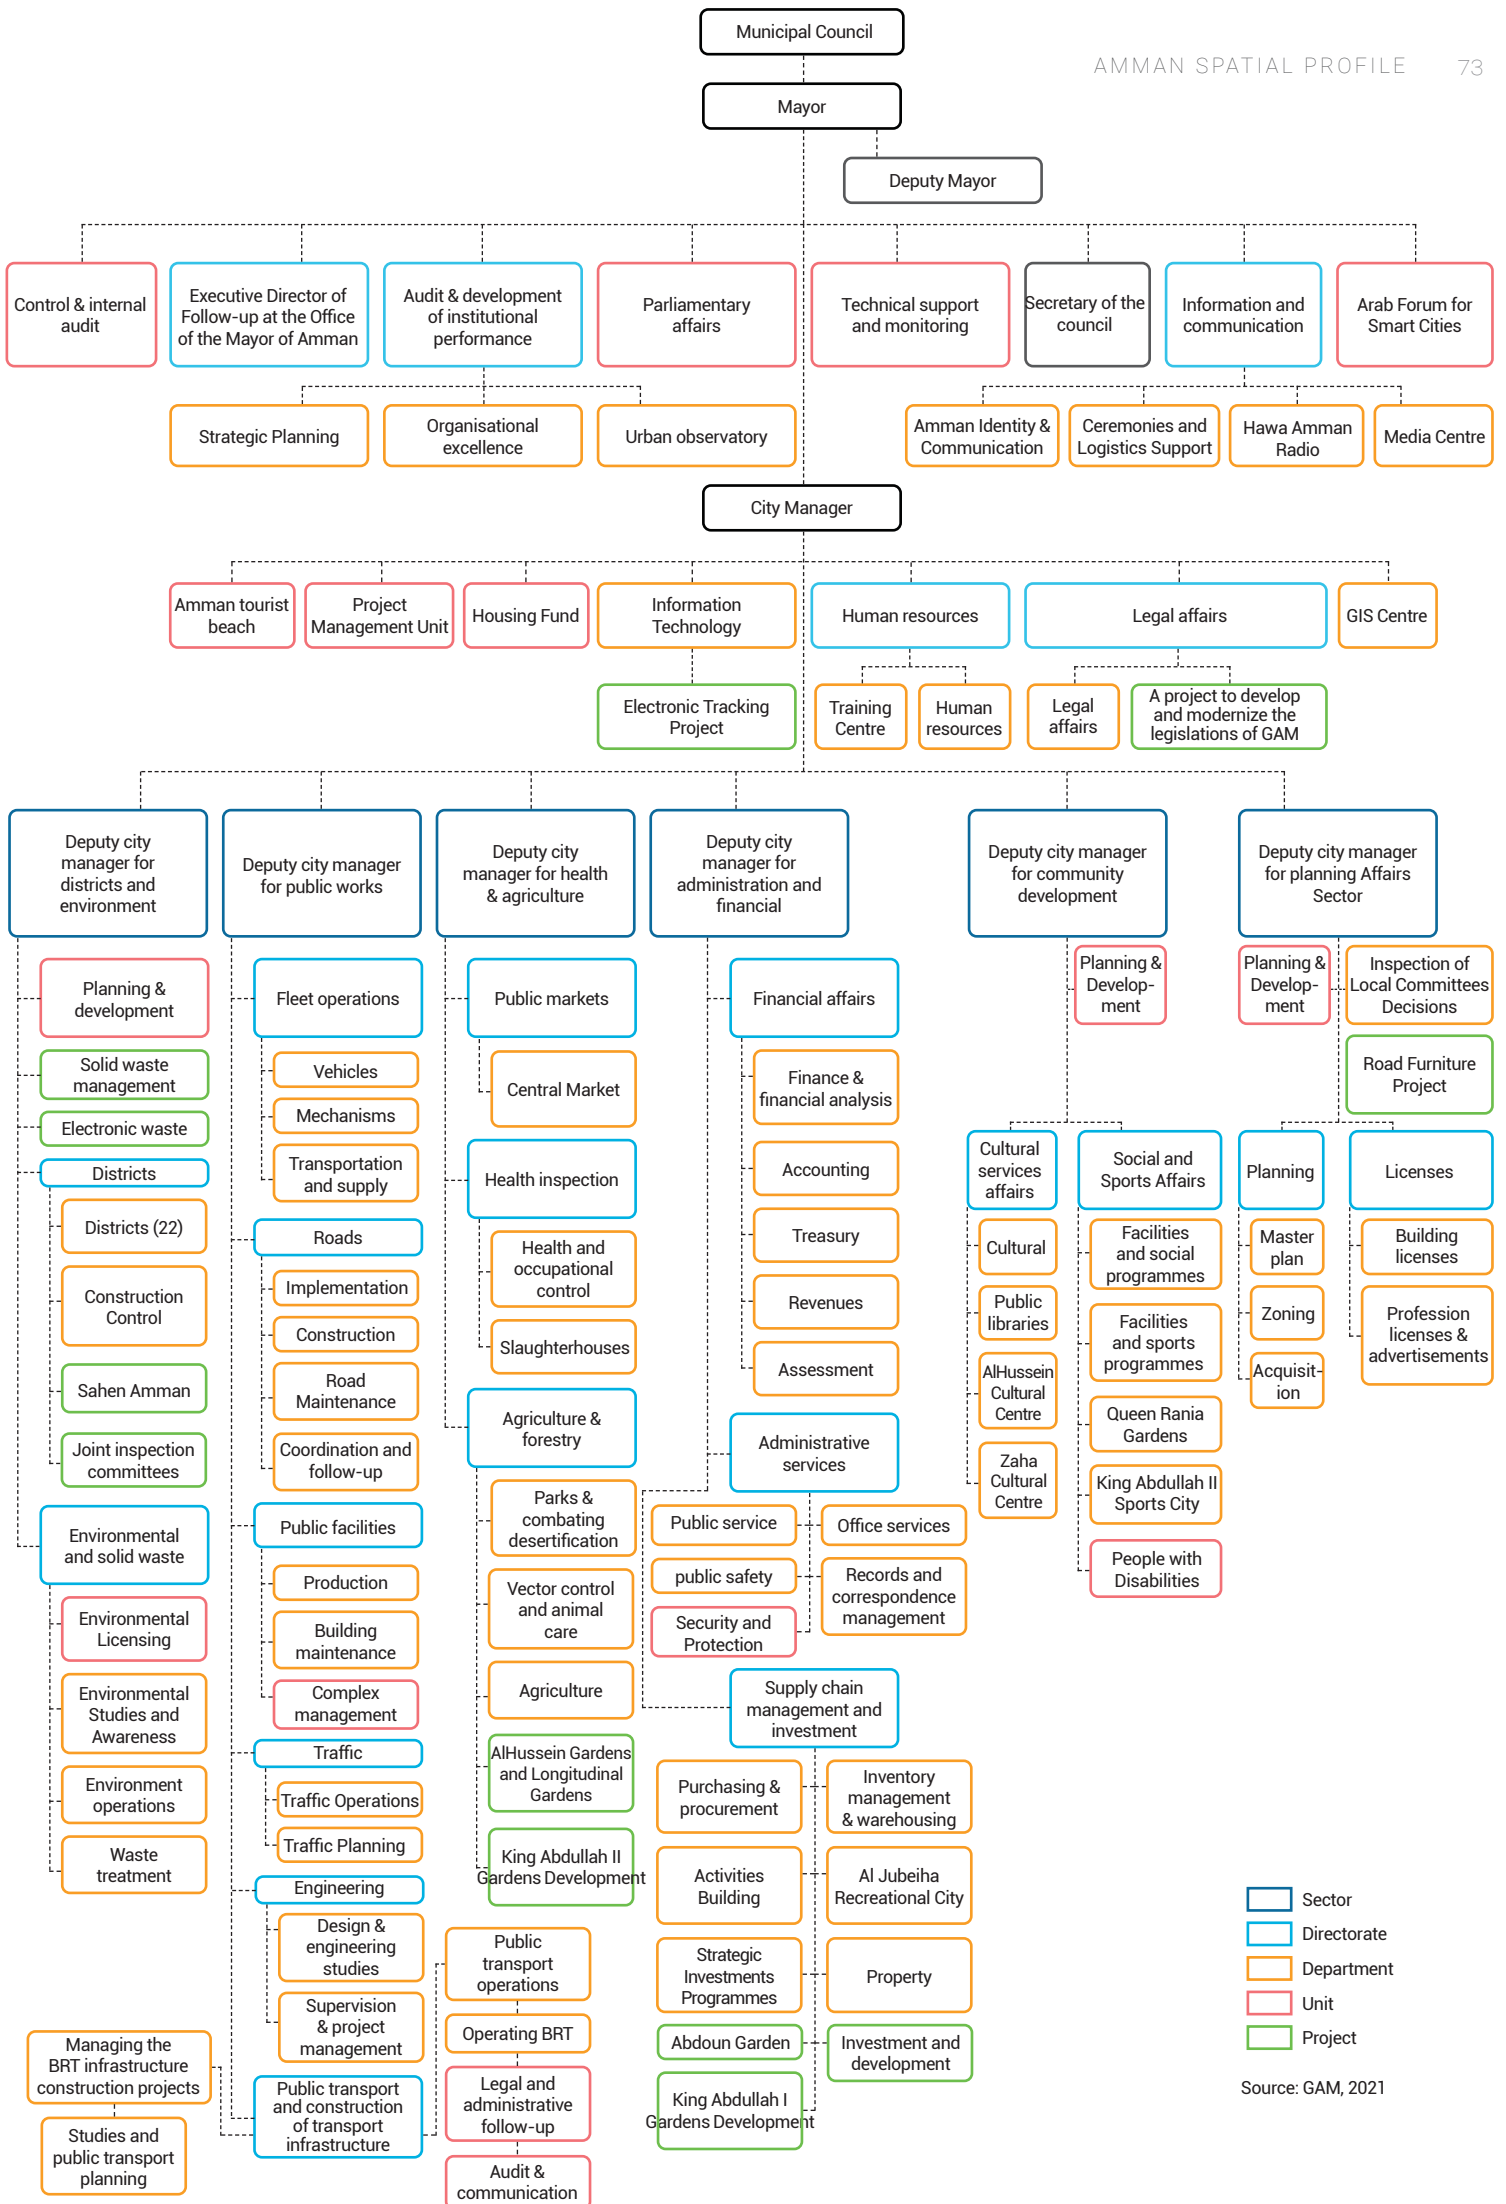 Municipal Council
AMMAN SPATIAL PROFILE 73
Mayor
Deputy Mayor
Control & internal
audit
Executive Director of
Follow-up at the Office
of the Mayor of Amman
Audit & development
of institutional
performance
Parliamentary
affairs
Technical support
and monitoring
Secretary of the
council
Information and
communication
Arab Forum for
Smart Cities
Strategic Planning
Organisational
excellence
Urban observatory
Amman Identity &
Communication
Ceremonies and
Logistics Support
Hawa Amman
Radio
Media Centre
City Manager
Amman tourist
beach
Project
Management Unit
Housing Fund
Information
Technology
Human resources
Legal affairs
GIS Centre
Electronic Tracking
Project
Training
Centre
Human
resources
Legal
affairs
A project to develop
and modernize the
legislations of GAM
Deputy city
manager for
districts and
environment
Deputy city manager
for public works
Deputy city
manager for health
& agriculture
Deputy city
manager for
administration and
financial
Deputy city manager
for community
development
Deputy city manager
for planning Affairs
Sector
Planning &
development
Solid waste
management
Electronic waste
Districts
Districts (22)
Construction
Control
Sahen Amman
Joint inspection
committees
Environmental
and solid waste
Environmental
Licensing
Environmental
Studies and
Awareness
Environment
operations
Waste
treatment
Fleet operations
Vehicles
Mechanisms
Transportation
and supply
Roads
Implementation
Construction
Road
Maintenance
Coordination and
follow-up
Public facilities
Production
Building
maintenance
Complex
management
Traffic
Traffic Operations
Traffic Planning
Engineering
Design &
engineering
studies
Supervision
& project
management
Public transport
and construction
of transport
infrastructure
Managing the
BRT infrastructure
construction projects
Studies and
public transport
planning
Public
transport
operations
Operating BRT
Legal and
administrative
follow-up
Audit &
communication
Public markets
Central Market
Health inspection
Health and
occupational
control
Slaughterhouses
Agriculture &
forestry
Parks &
combating
desertification
Vector control
and animal
care
Agriculture
AlHussein Gardens
and Longitudinal
Gardens
King Abdullah II
Gardens Development
Financial affairs
Finance &
financial analysis
Accounting
Treasury
Revenues
Assessment
Administrative
services
Public service
Office services
public safety
Records and
correspondence
management
Security and
Protection
Supply chain
management and
investment
Purchasing &
procurement
Inventory
management
& warehousing
Activities
Building
Al Jubeiha
Recreational City
Strategic
Investments
Programmes
Property
Abdoun Garden
Investment and
development
King Abdullah I
Gardens Development
Planning &
Develop-
ment
Cultural
services
affairs
Cultural
Public
libraries
AlHussein
Cultural
Centre
Zaha
Cultural
Centre
Social and
Sports Affairs
Facilities
and social
programmes
Facilities
and sports
programmes
Queen Rania
Gardens
King Abdullah II
Sports City
People with
Disabilities
Planning &
Develop-
ment
Inspection of
Local Committees
Decisions
Road Furniture
Project
Planning
Master
plan
Zoning
Acquisit-
ion
Licenses
Building
licenses
Profession
licenses &
advertisements
Sector
Directorate
Department
Unit
Project
Source: GAM, 2021